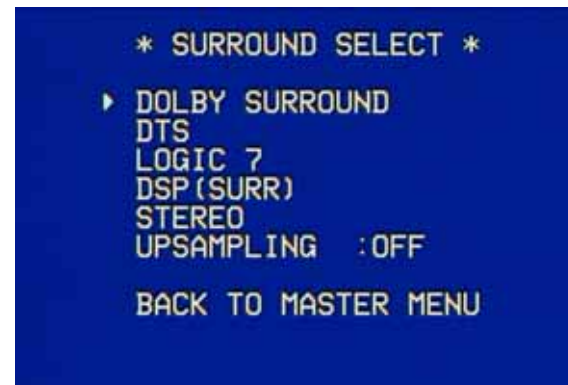 * SURROUND SELECT *
DOLBY SURROUND
DTS
LOGIC 7
DSP(SURR)
STEREO
UPSAMPLING :OFF
BACK TO MASTER MENU